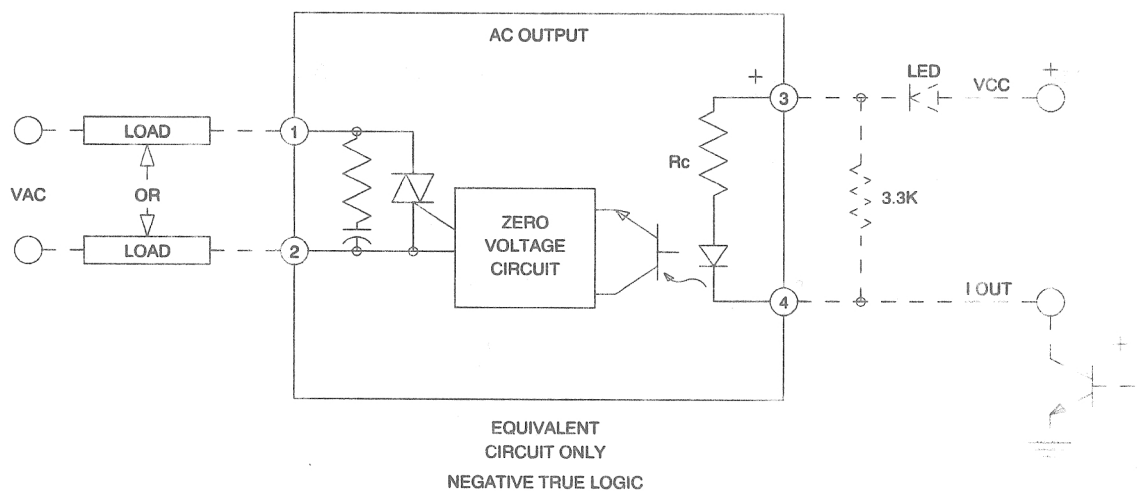 AC OUTPUT
+
3
LED
VCC
+
1
LOAD
Rc
VAC
OR
3.3K
ZERO
VOLTAGE
CIRCUIT
2
LOAD
4
I OUT
+
EQUIVALENT
CIRCUIT ONLY
NEGATIVE TRUE LOGIC